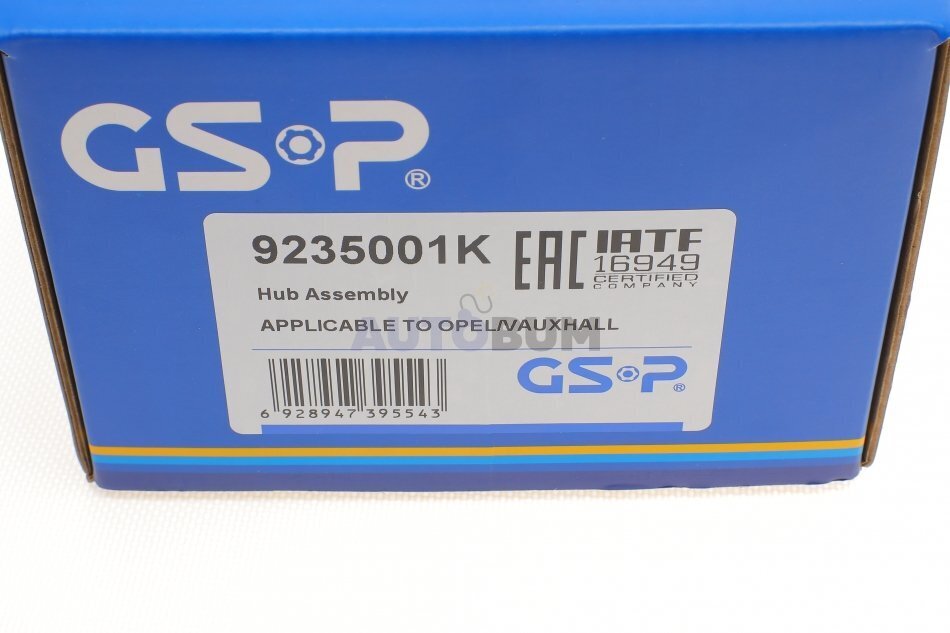 GSP®
9235001K
EAC
IATF
16949
CERTIFIED
COMPANY
Hub Assembly
AUTOBUM
APPLICABLE TO OPEL/VAUXHALL
GSP®
6 928947 395543